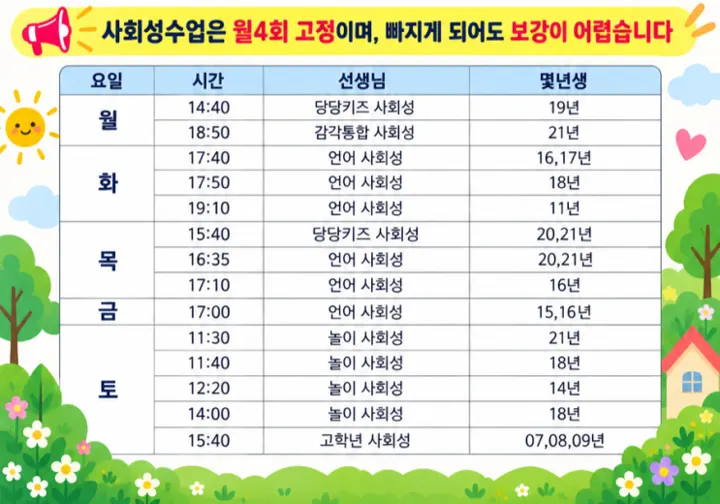 사회성수업은 월4회 고정이며, 빠지게 되어도 보강이 어렵습니다
요일 시간 선생님 몇년생
월 14:40 당당키즈 사회성 19년
18:50 감각통합 사회성 21년
화 17:40 언어 사회성 16,17년
17:50 언어 사회성 18년
19:10 언어 사회성 11년
목 15:40 당당키즈 사회성 20,21년
16:35 언어 사회성 20,21년
17:10 언어 사회성 16년
금 17:00 언어 사회성 15,16년
토 11:30 놀이 사회성 21년
11:40 놀이 사회성 18년
12:20 놀이 사회성 14년
14:00 놀이 사회성 18년
15:40 고학년 사회성 07,08,09년